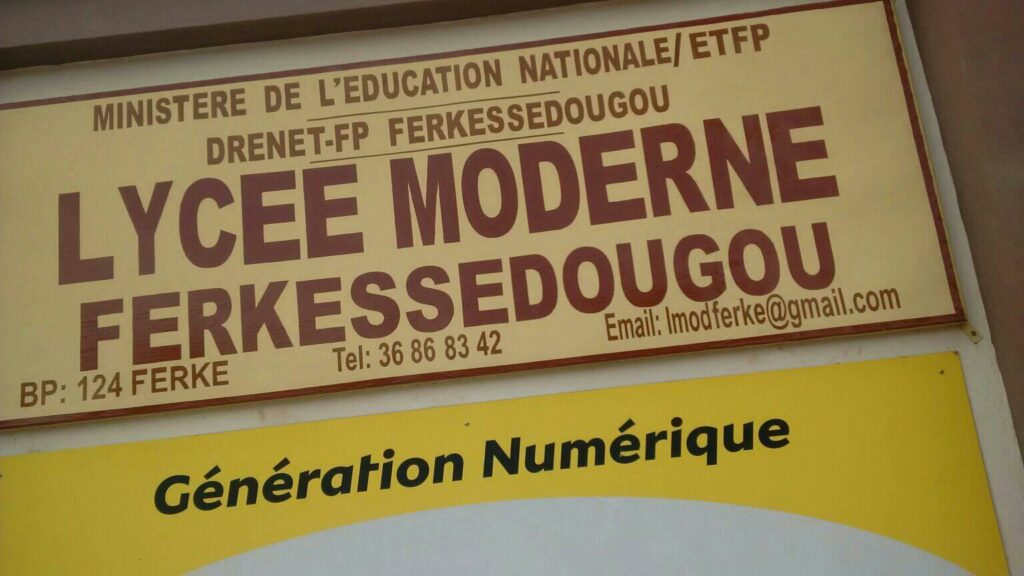 MINISTERE DE L'EDUCATION NATIONALE/ETFP
DRENET-FP FERKESSEDOUGOU
LYCEE MODERNE
FERKESSEDOUGOU
BP: 124 FERKE Tel: 36 86 83 42 Email: lmodferke@gmail.com
Génération Numérique